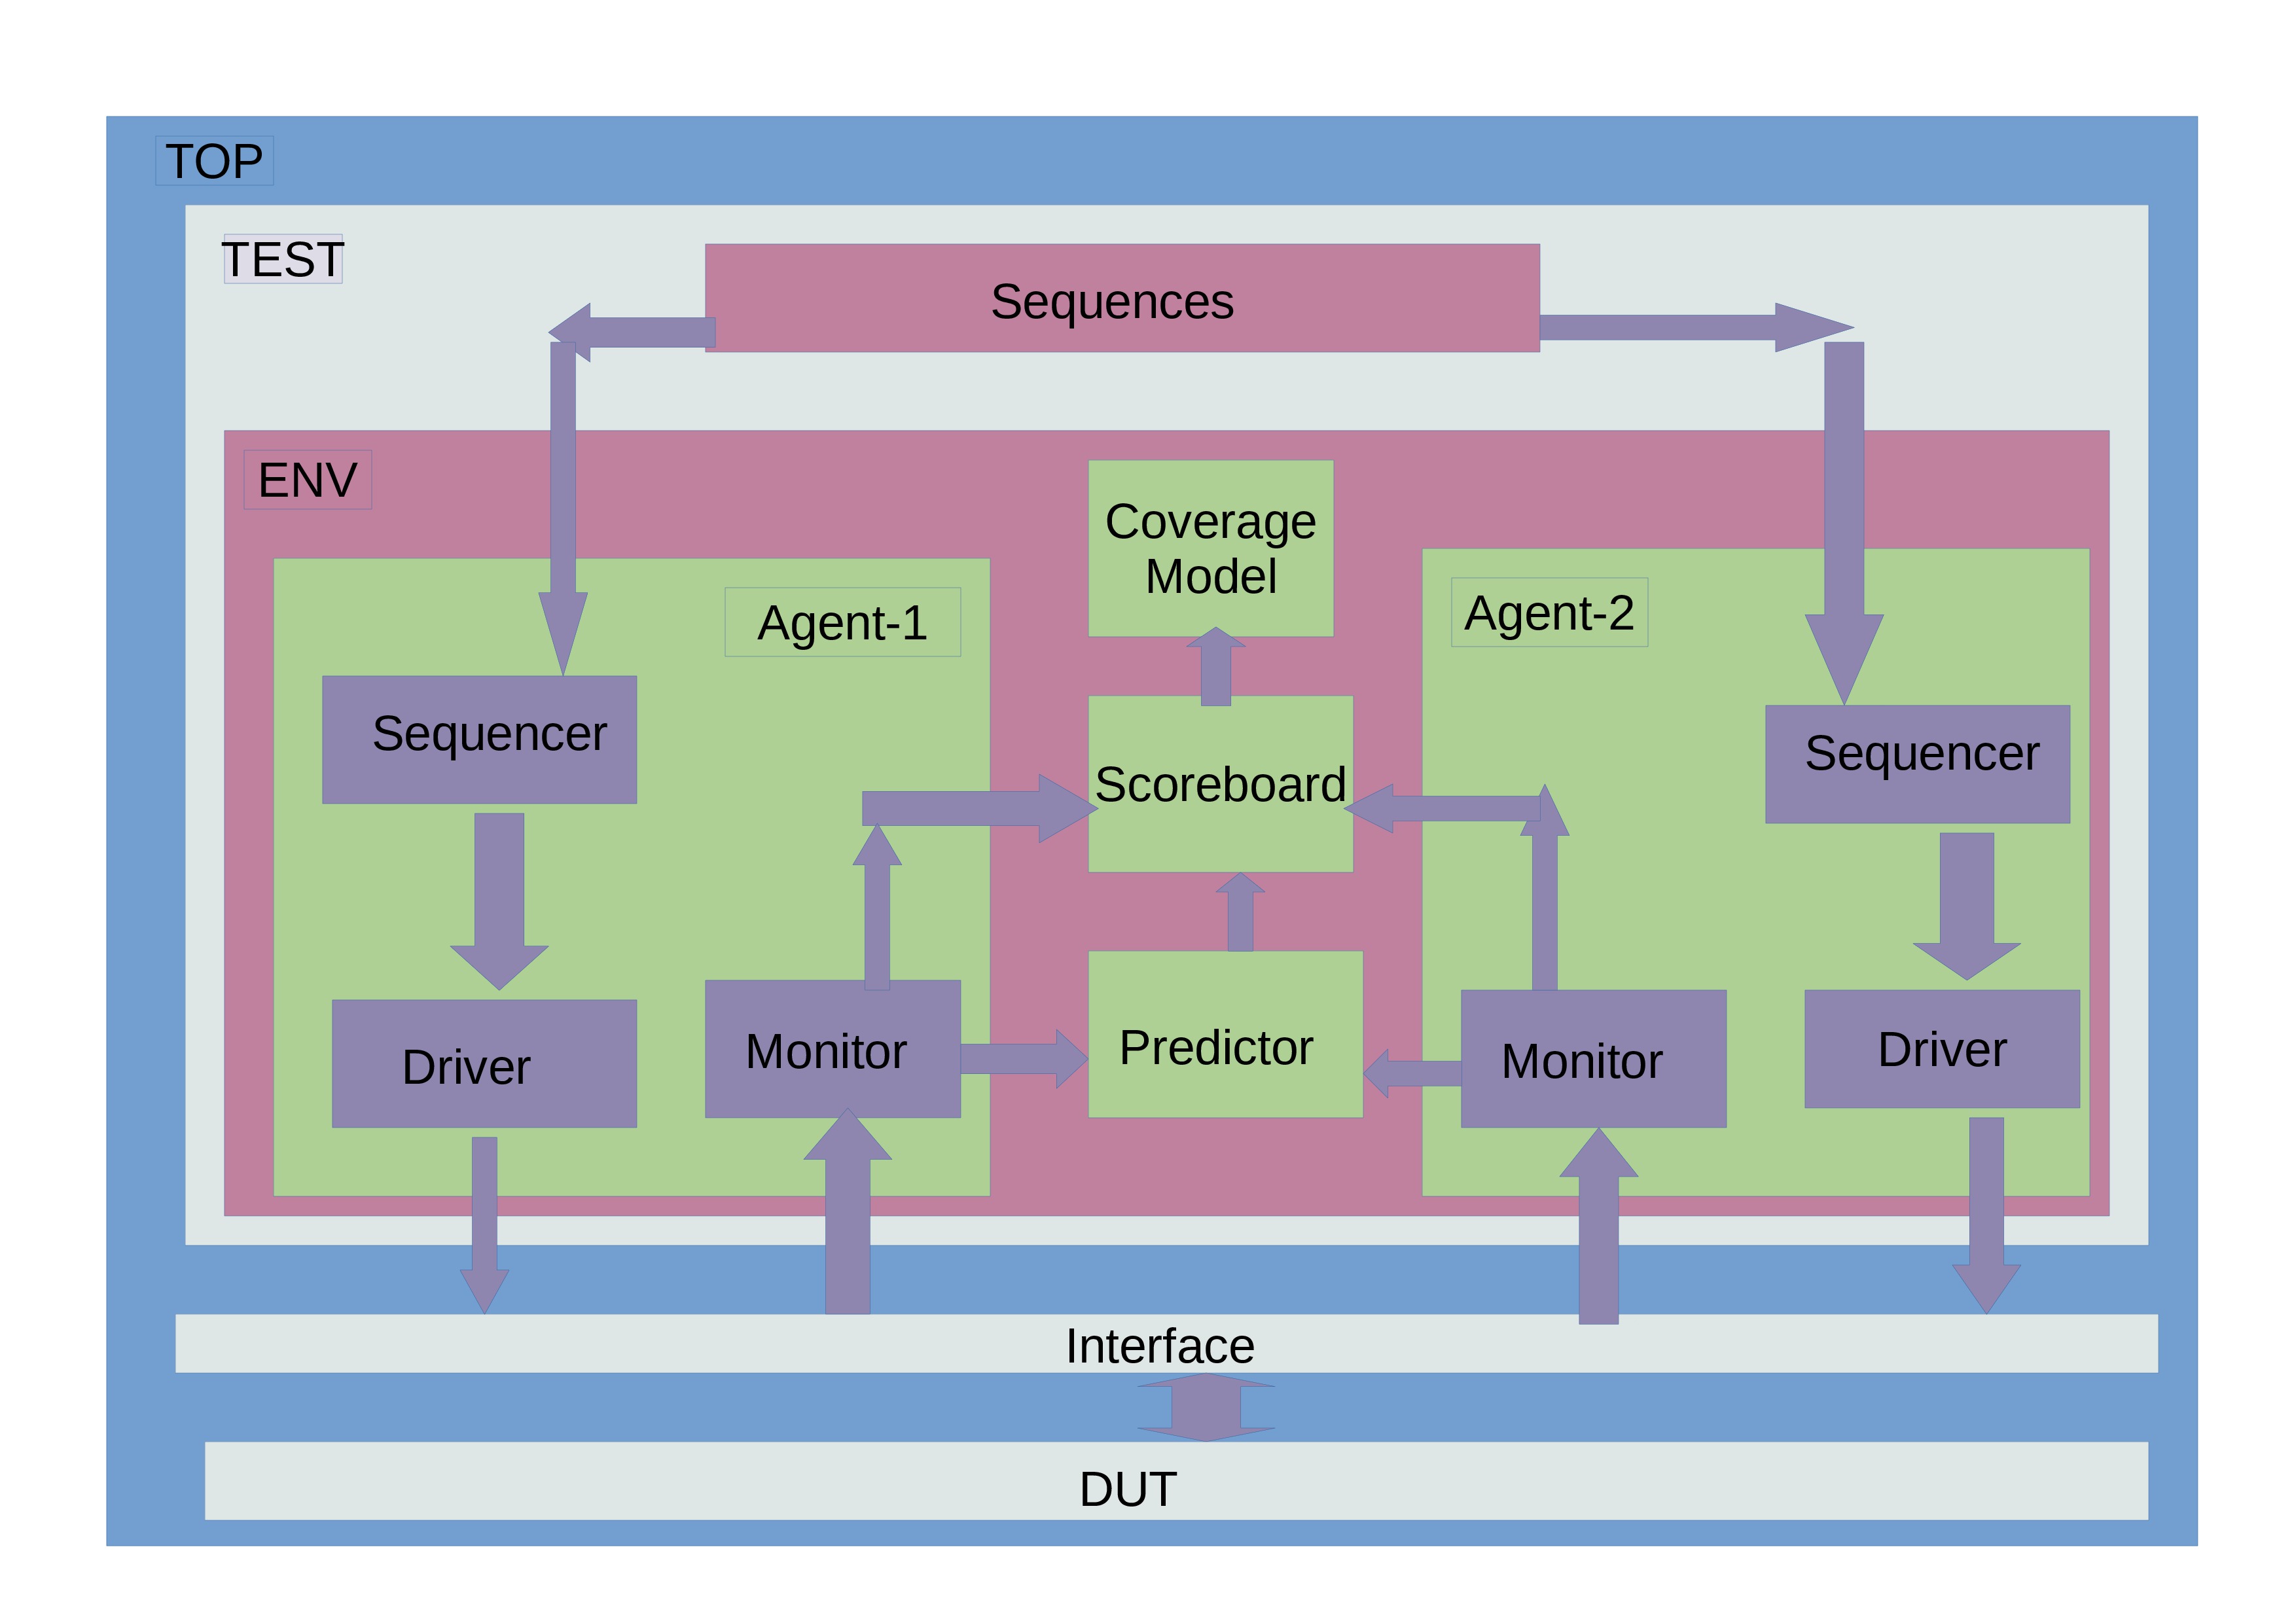 TOP
TEST
Sequences
ENV
Coverage
Model
Agent-1
Agent-2
Sequencer
Scoreboard
Sequencer
Driver
Monitor
Predictor
Monitor
Driver
Interface
DUT